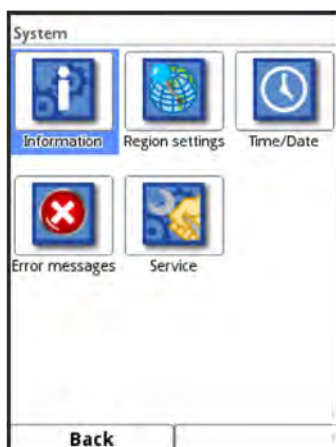 System
Information Region settings Time/Date
Error messages Service
Back